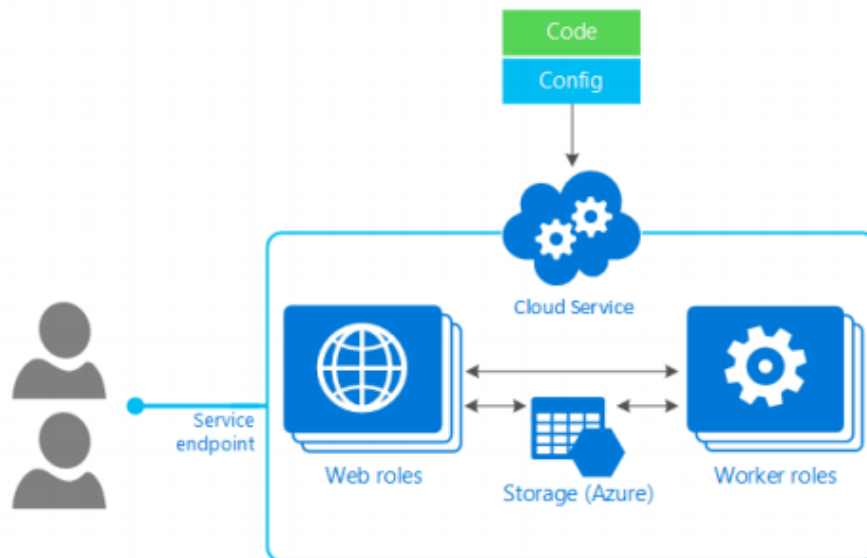 Code
Config
Cloud Service
Service
endpoint
Web roles
Storage (Azure)
Worker roles